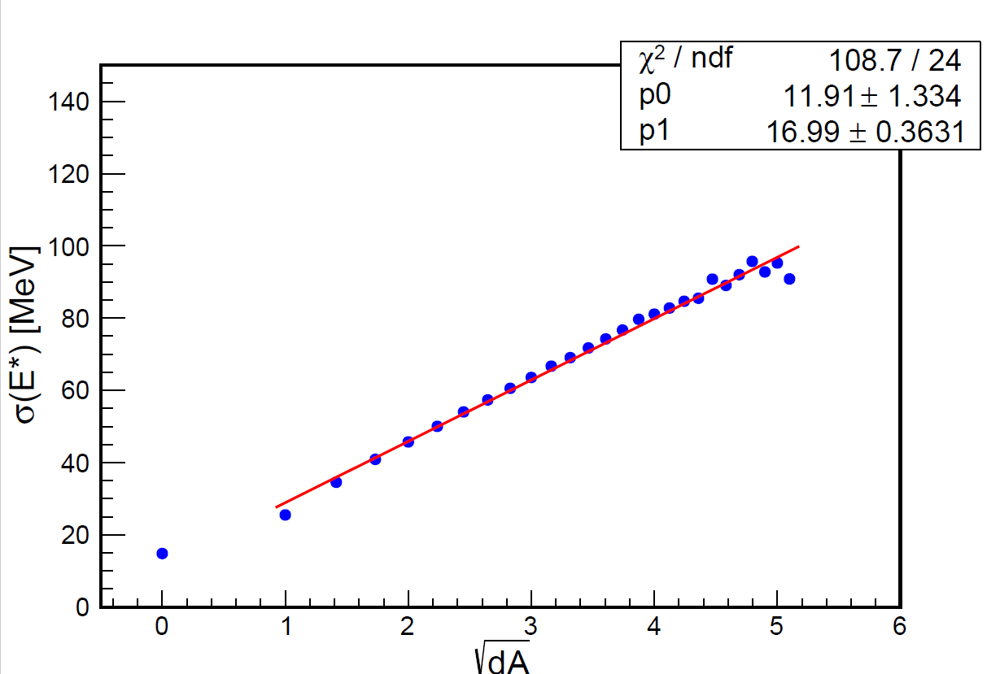 χ² / ndf 108.7 / 24
p0 11.91 ± 1.334
p1 16.99 ± 0.3631
140
120
100
80
60
40
20
0
σ(E*) [MeV]
0 1 2 3 4 5 6
√dA